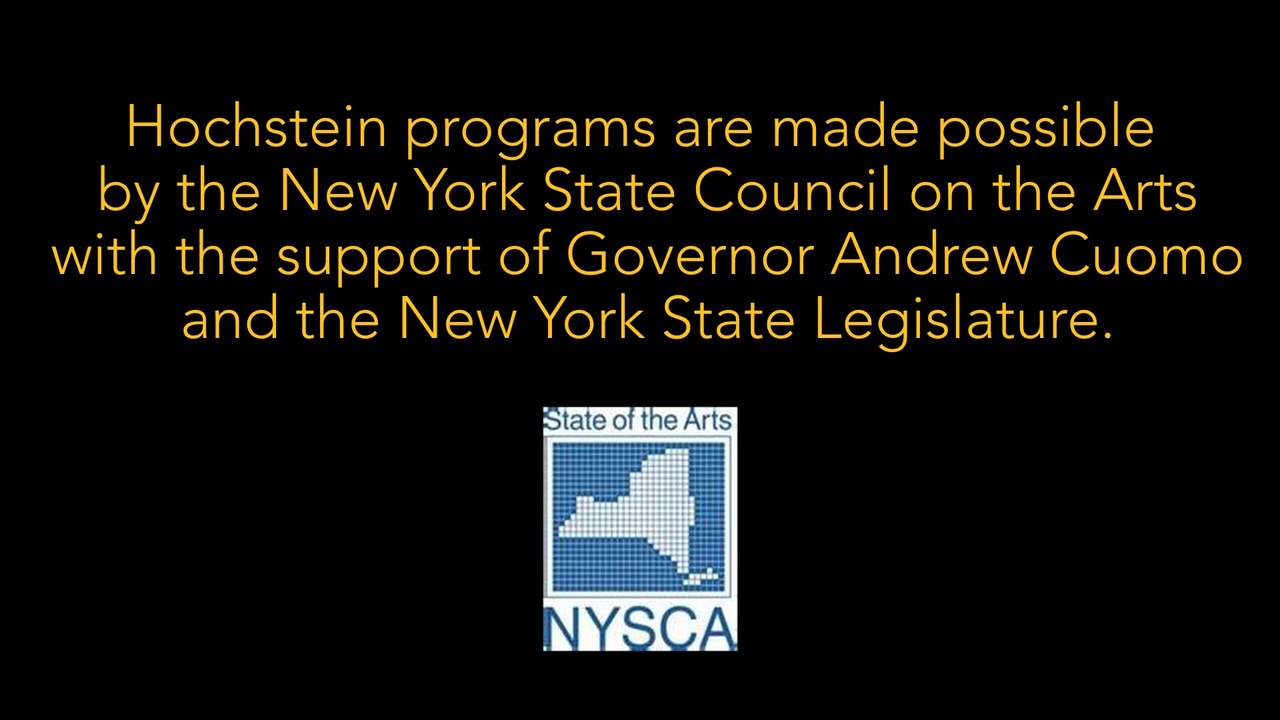 Hochstein programs are made possible
by the New York State Council on the Arts
with the support of Governor Andrew Cuomo
and the New York State Legislature.
State of the Arts
NYSCA